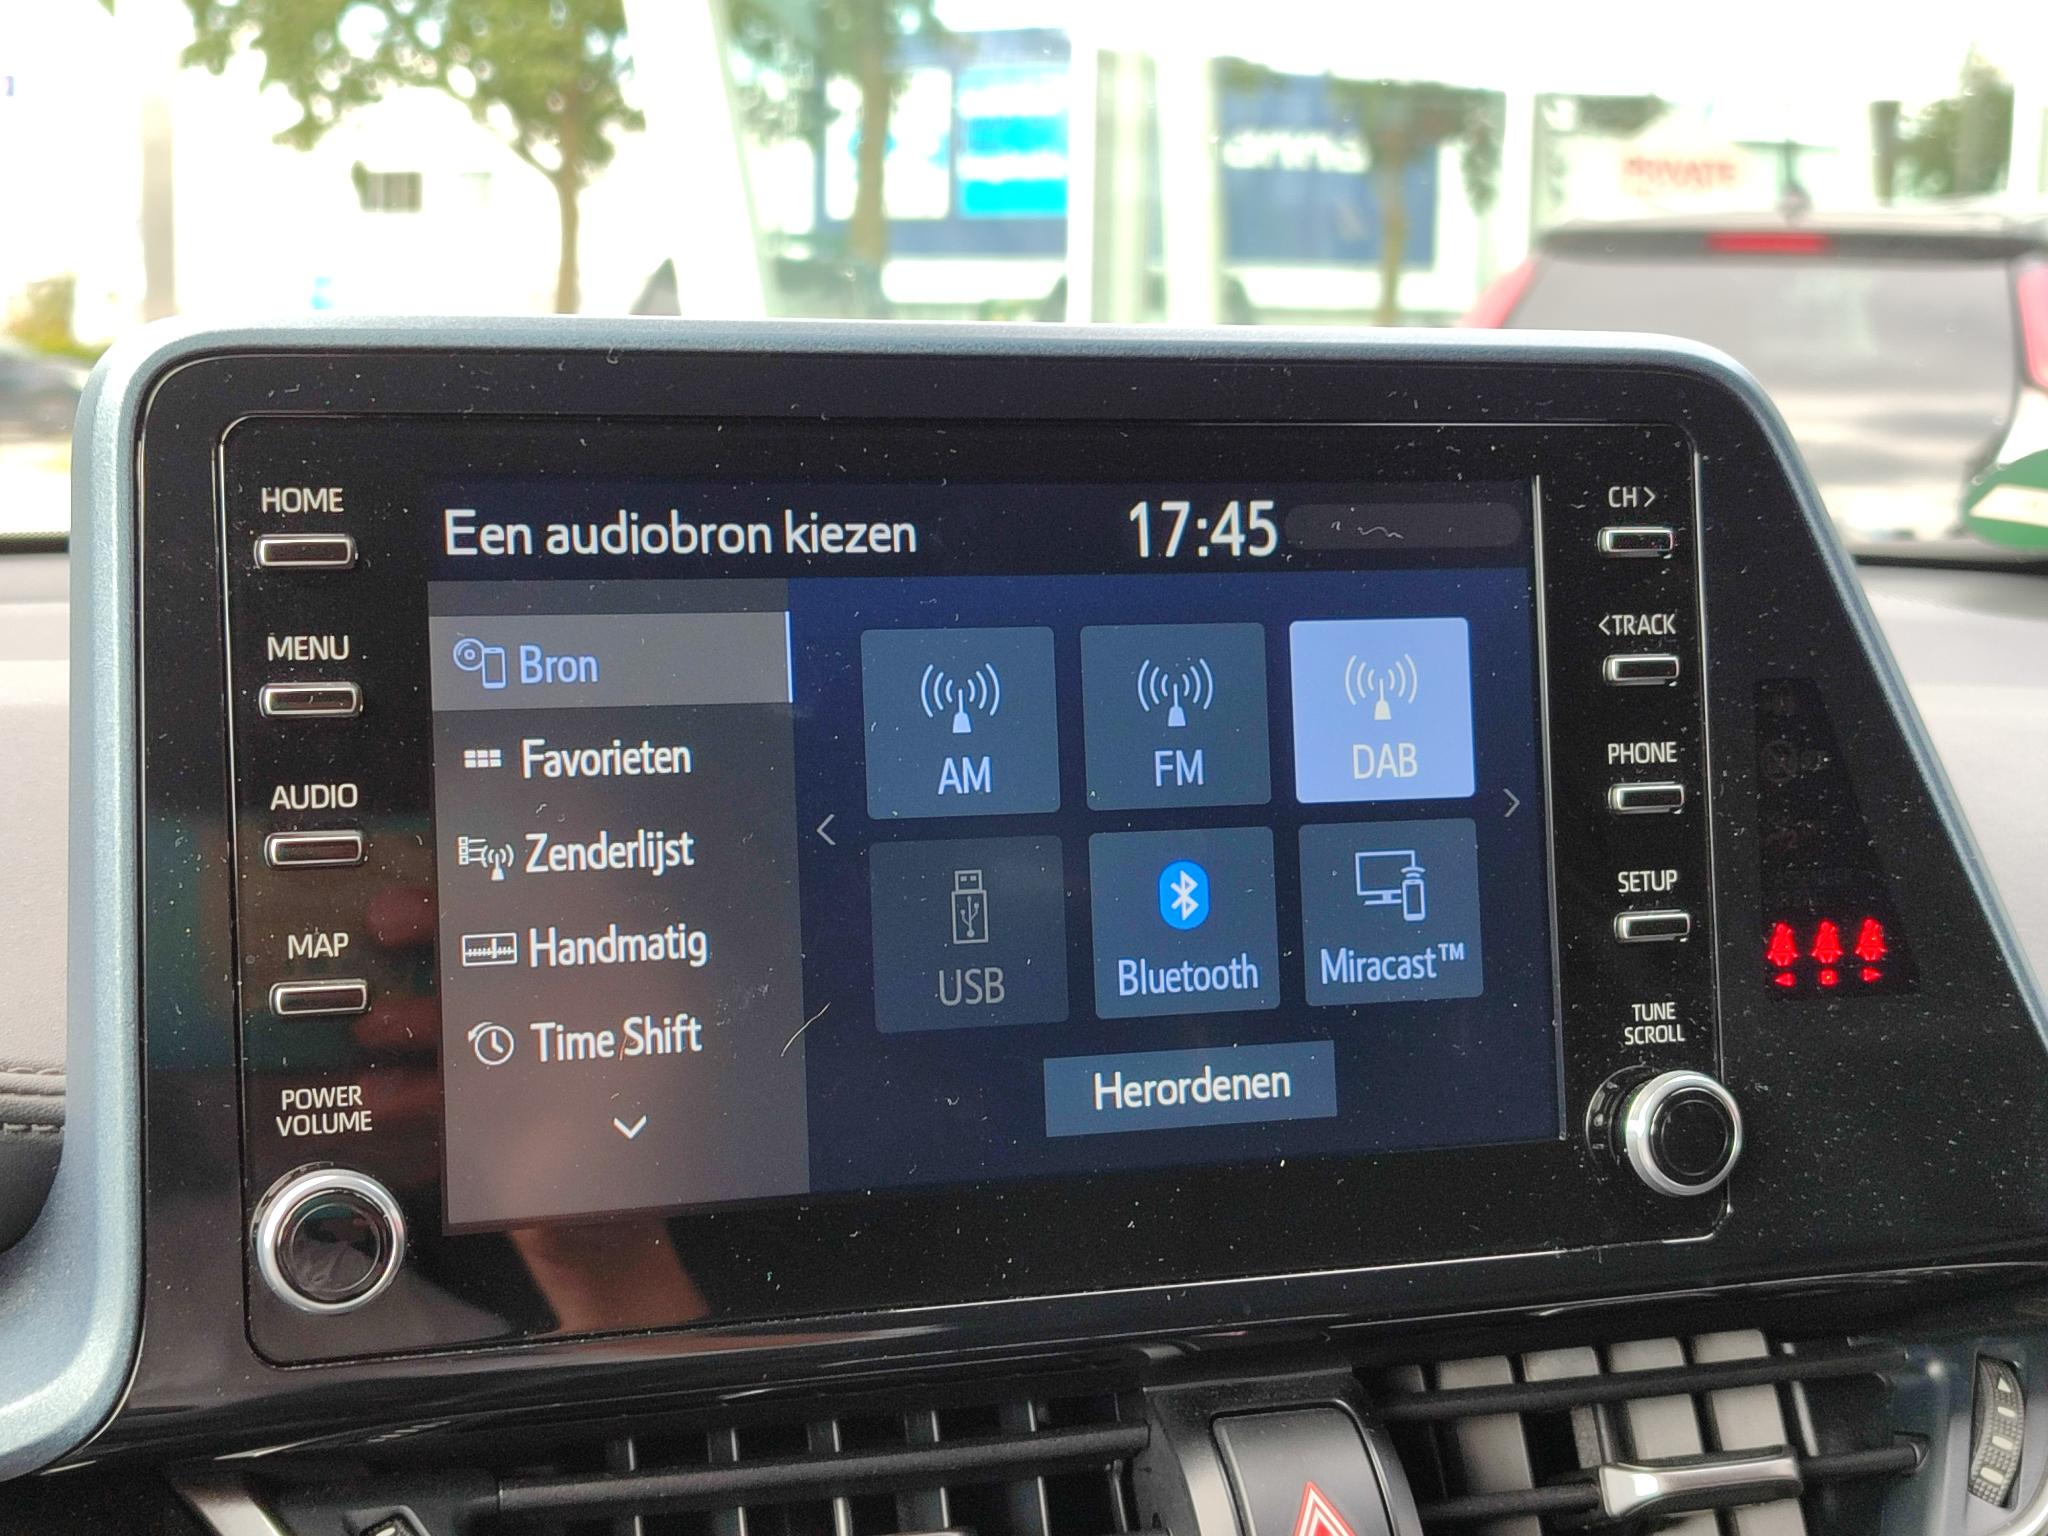 PRIVATE
HOME
MENU
AUDIO
MAP
POWER
VOLUME
Een audiobron kiezen
17:45
Bron
Favorieten
Zenderlijst
Handmatig
Time Shift
AM
FM
DAB
USB
Bluetooth
Miracast™
Herordenen
CH >
< TRACK
PHONE
SETUP
TUNE
SCROLL